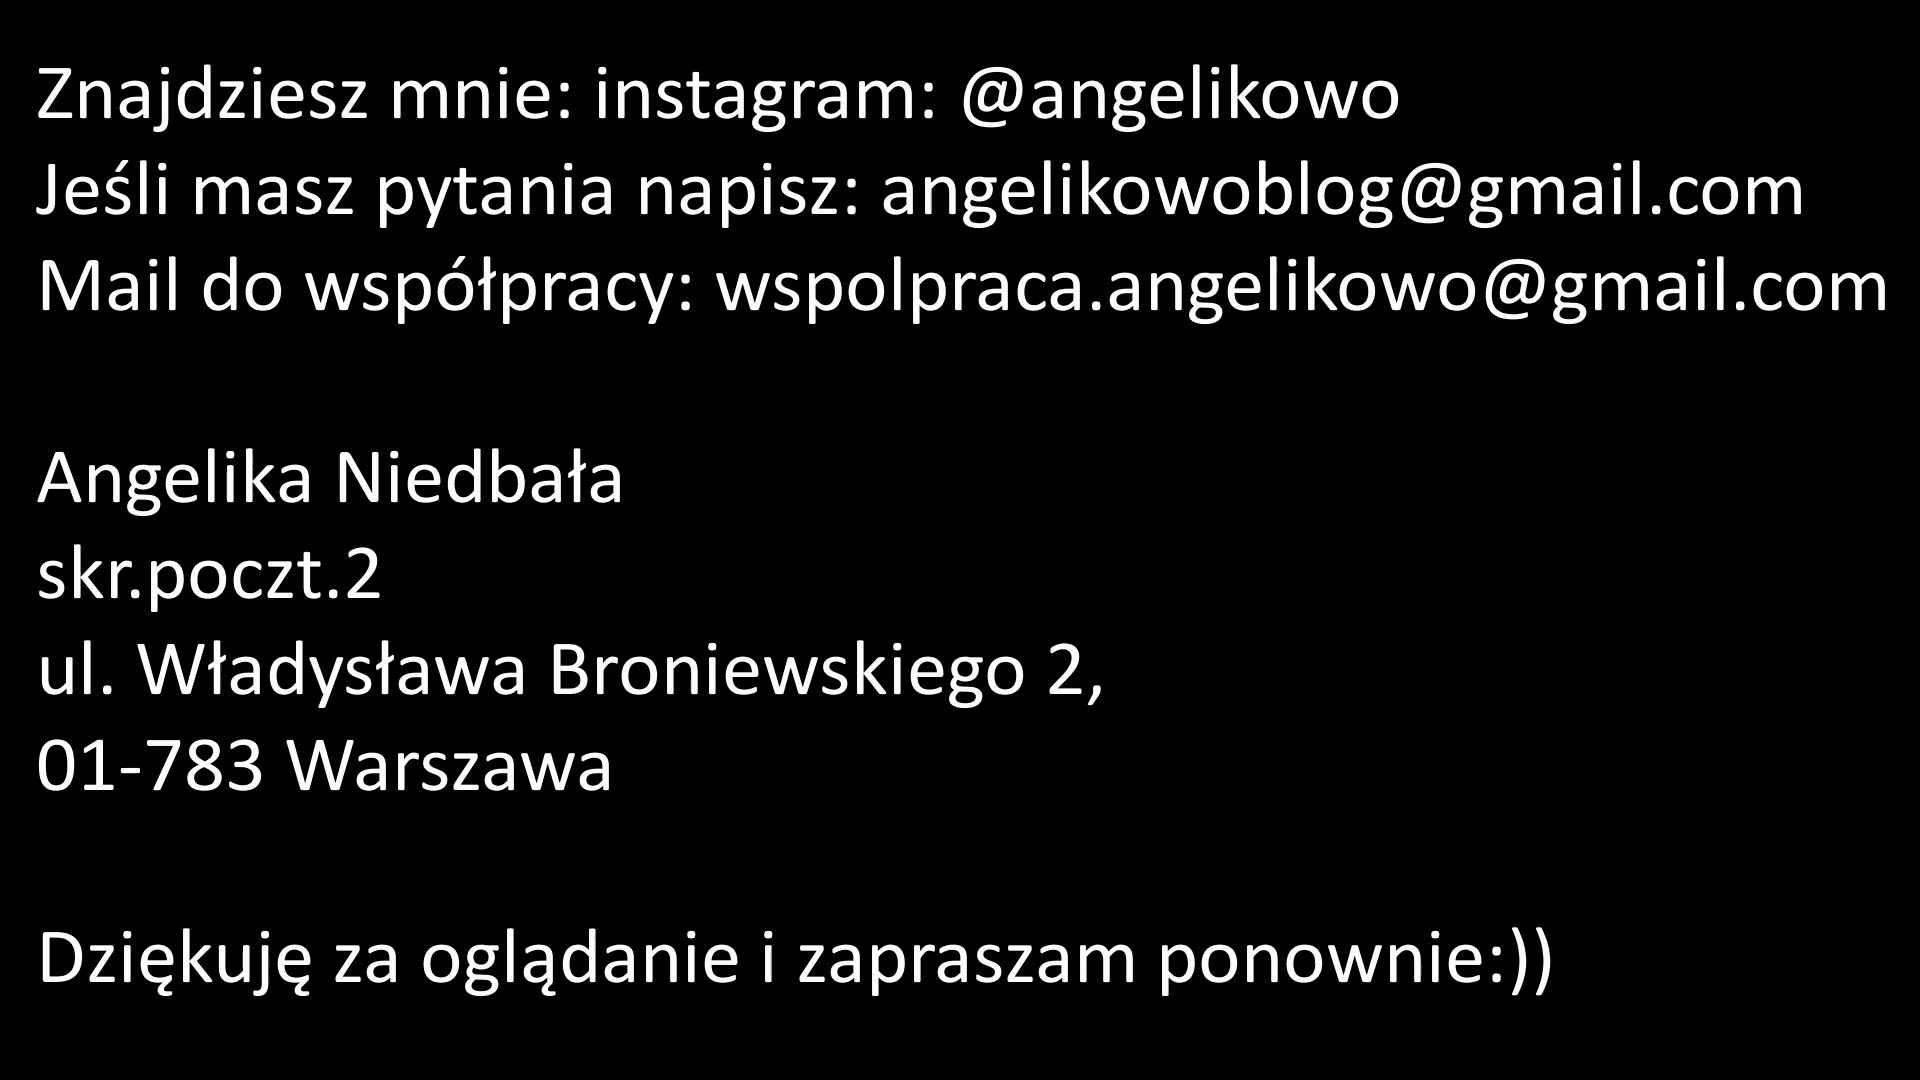 Znajdziesz mnie: instagram: @angelikowo
Jeśli masz pytania napisz: angelikowoblog@gmail.com
Mail do współpracy: wspolpraca.angelikowo@gmail.com
Angelika Niedbała
skr.poczt.2
ul. Władysława Broniewskiego 2,
01-783 Warszawa
Dziękuję za oglądanie i zapraszam ponownie:))